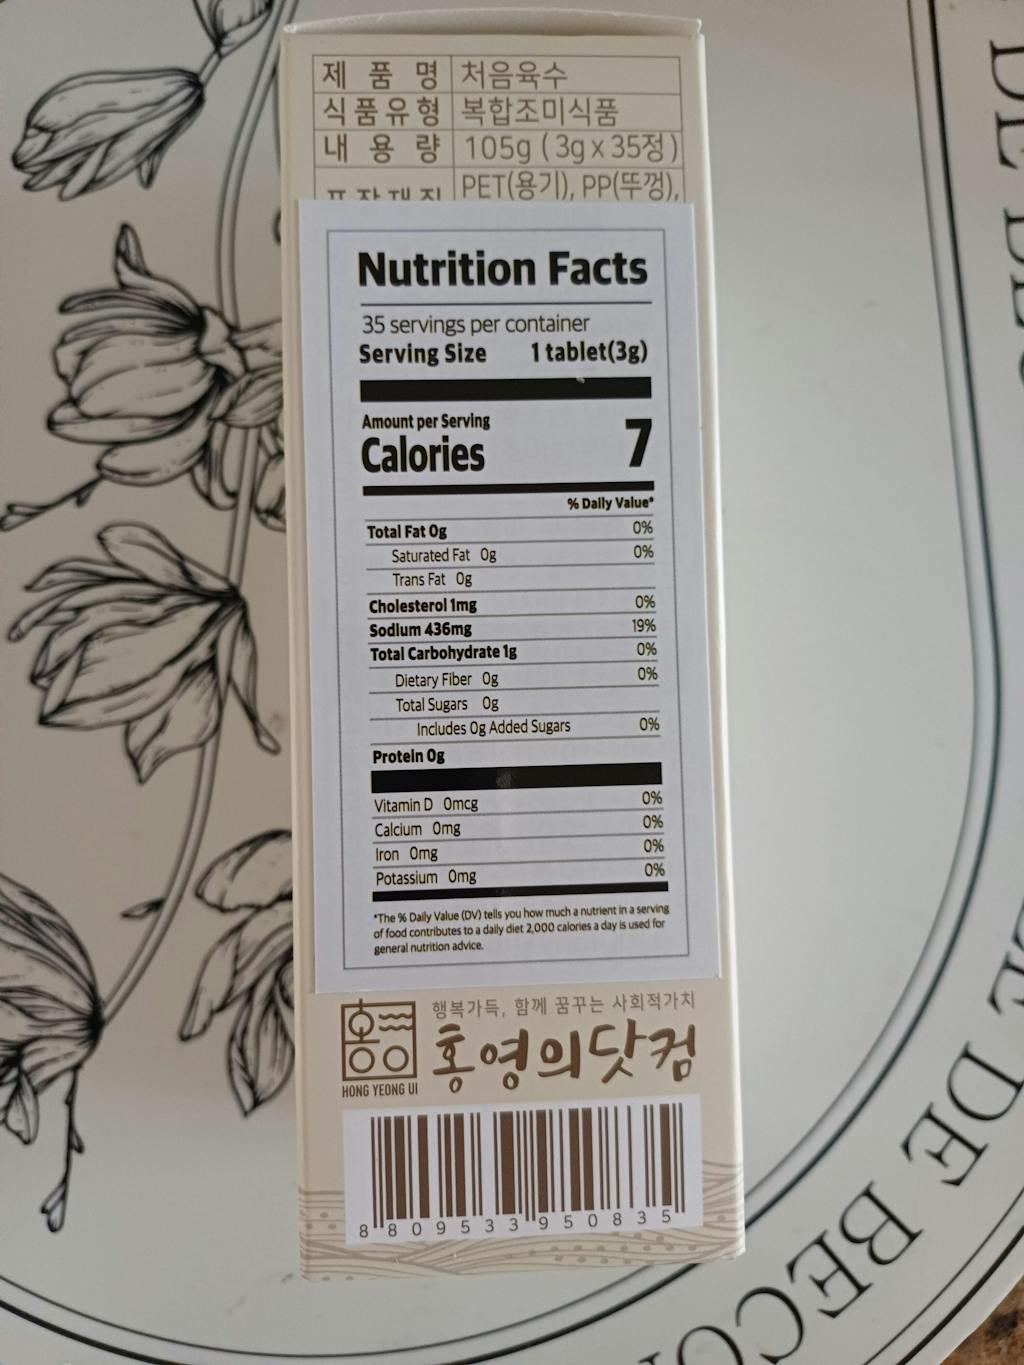 제 품 명 처음육수
식품유형 복합조미식품
내 용 량 105g (3g x 35정)
포장재질 PET(용기), PP(뚜껑),
Nutrition Facts
35 servings per container
Serving Size 1 tablet(3g)
Amount per Serving
Calories 7
% Daily Value*
Total Fat 0g 0%
Saturated Fat 0g 0%
Trans Fat 0g
Cholesterol 1mg 0%
Sodium 436mg 19%
Total Carbohydrate 1g 0%
Dietary Fiber 0g 0%
Total Sugars 0g
Includes 0g Added Sugars 0%
Protein 0g
Vitamin D 0mcg 0%
Calcium 0mg 0%
Iron 0mg 0%
Potassium 0mg 0%
*The % Daily Value (DV) tells you how much a nutrient in a serving
of food contributes to a daily diet 2,000 calories a day is used for
general nutrition advice.
행복가득, 함께 꿈꾸는 사회적가치
홍영의닷컴
HONG YEONG UI
8 809533 950835
DE BECO